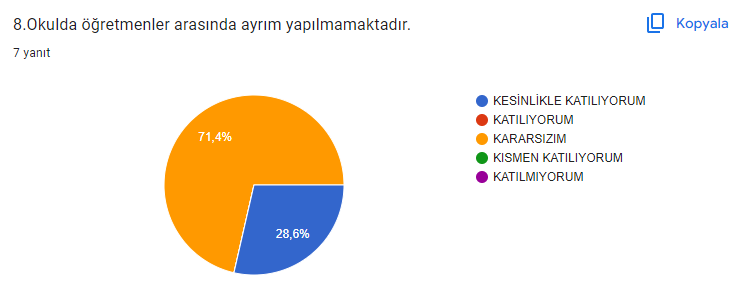 8.Okulda öğretmenler arasında ayrım yapılmamaktadır.
Kopyala
7 yanıt
71,4%
28,6%
KESİNLİKLE KATILIYORUM
KATILIYORUM
KARARSIZIM
KISMEN KATILIYORUM
KATILMIYORUM